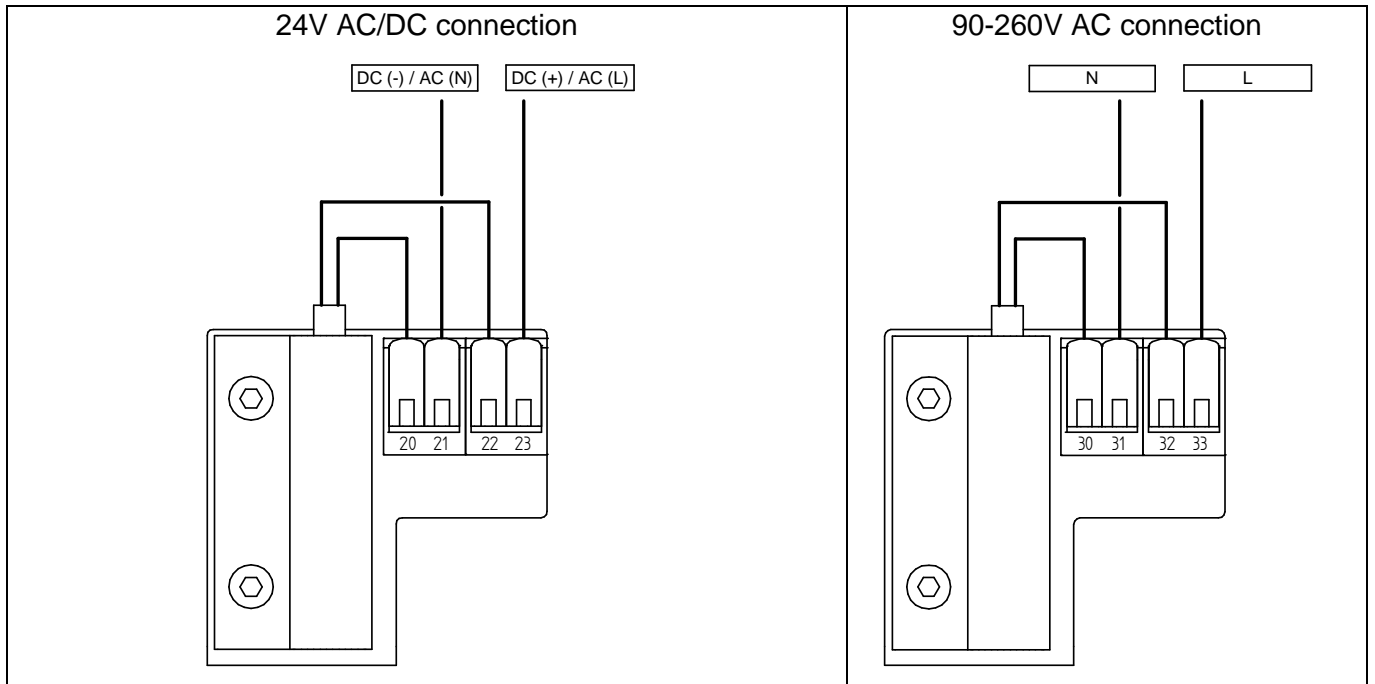 24V AC/DC connection
90-260V AC connection
DC (-) / AC (N)
DC (+) / AC (L)
N
L
20 21 22 23
30 31 32 33